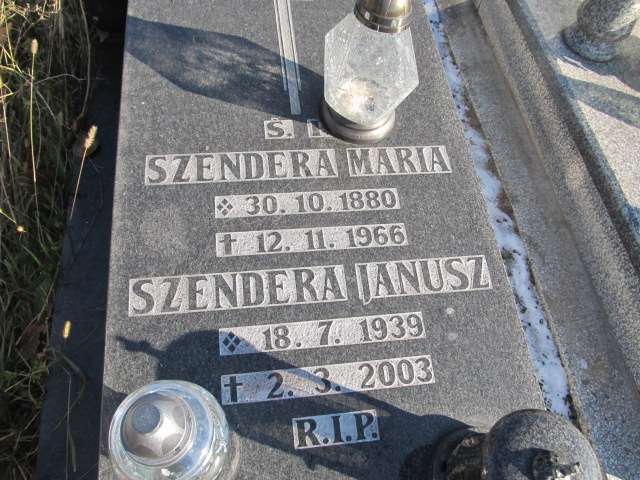 Ś.
SZENDERA MARIA
❖ 30. 10. 1880
✝ 12. 11. 1966
SZENDERA JANUSZ
❖ 18. 7. 1939
✝ 2. 3. 2003
R.I.P.